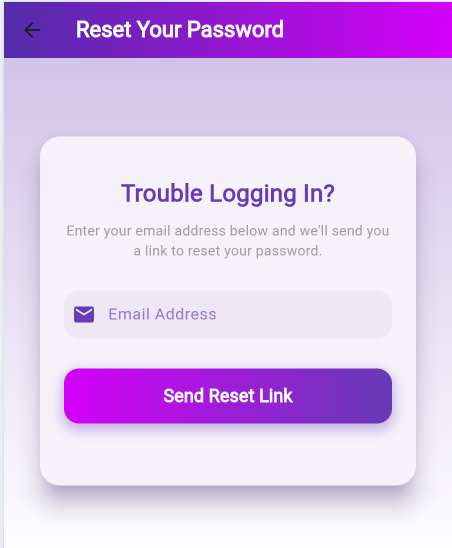 Reset Your Password
Trouble Logging In?
Enter your email address below and we'll send you
a link to reset your password.
Email Address
Send Reset Link